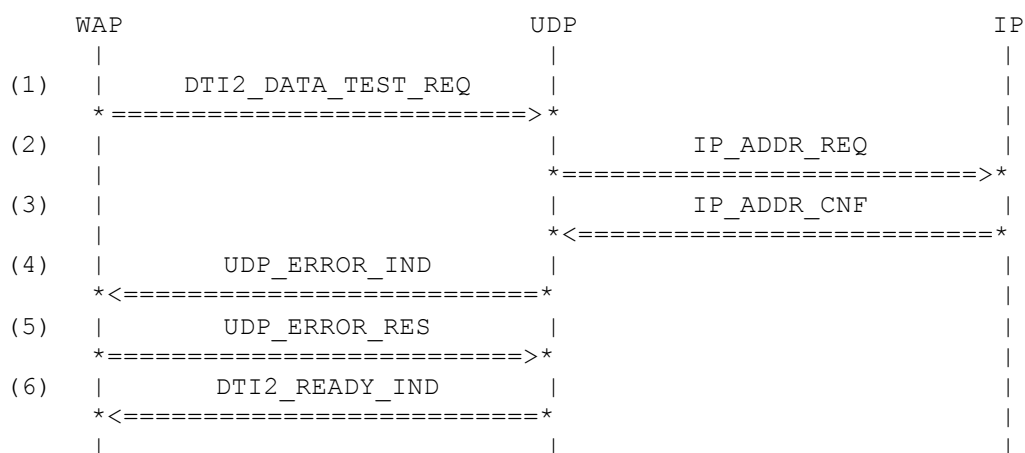 WAP UDP IP
| | |
(1) | DTI2_DATA_TEST_REQ | |
*==========================>* |
(2) | | IP_ADDR_REQ |
| *==========================>*
(3) | | IP_ADDR_CNF |
| *<==========================*
(4) | UDP_ERROR_IND | |
*<==========================* |
(5) | UDP_ERROR_RES | |
*==========================>* |
(6) | DTI2_READY_IND | |
*<==========================* |
| | |